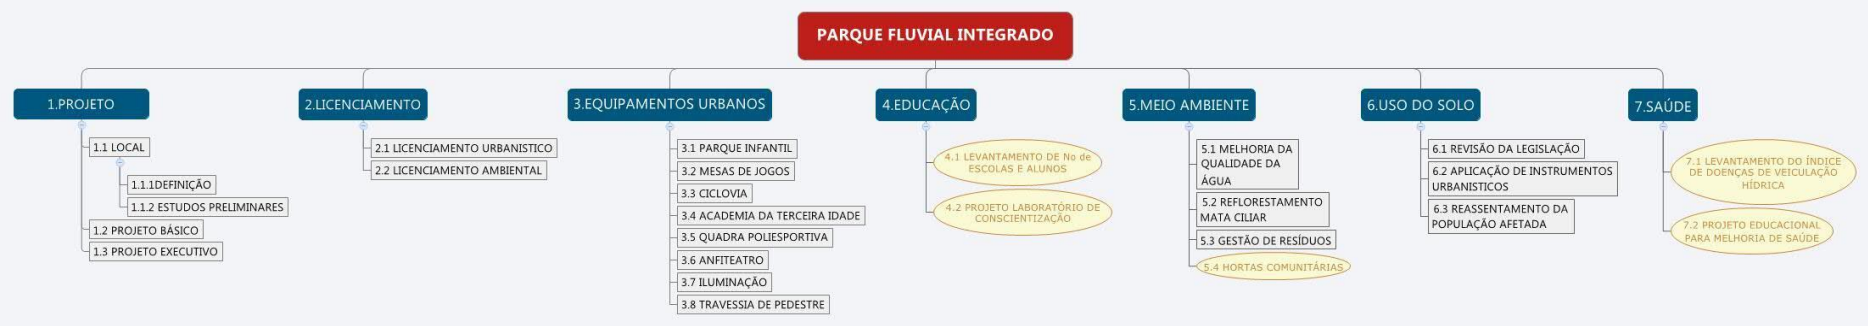 PARQUE FLUVIAL INTEGRADO
1.PROJETO
1.1 LOCAL
1.1.1DEFINIÇÃO
1.1.2 ESTUDOS PRELIMINARES
1.2 PROJETO BÁSICO
1.3 PROJETO EXECUTIVO
2.LICENCIAMENTO
2.1 LICENCIAMENTO URBANISTICO
2.2 LICENCIAMENTO AMBIENTAL
3.EQUIPAMENTOS URBANOS
3.1 PARQUE INFANTIL
3.2 MESAS DE JOGOS
3.3 CICLOVIA
3.4 ACADEMIA DA TERCEIRA IDADE
3.5 QUADRA POLIESPORTIVA
3.6 ANFITEATRO
3.7 ILUMINAÇÃO
3.8 TRAVESSIA DE PEDESTRE
4.EDUCAÇÃO
4.1 LEVANTAMENTO DE No de
ESCOLAS E ALUNOS
4.2 PROJETO LABORATÓRIO DE
CONSCIENTIZAÇÃO
5.MEIO AMBIENTE
5.1 MELHORIA DA
QUALIDADE DA
ÁGUA
5.2 REFLORESTAMENTO
MATA CILIAR
5.3 GESTÃO DE RESÍDUOS
5.4 HORTAS COMUNITÁRIAS
6.USO DO SOLO
6.1 REVISÃO DA LEGISLAÇÃO
6.2 APLICAÇÃO DE INSTRUMENTOS
URBANISTICOS
6.3 REASSENTAMENTO DA
POPULAÇÃO AFETADA
7.SAÚDE
7.1 LEVANTAMENTO DO ÍNDICE
DE DOENÇAS DE VEICULAÇÃO
HÍDRICA
7.2 PROJETO EDUCACIONAL
PARA MELHORIA DE SAÚDE